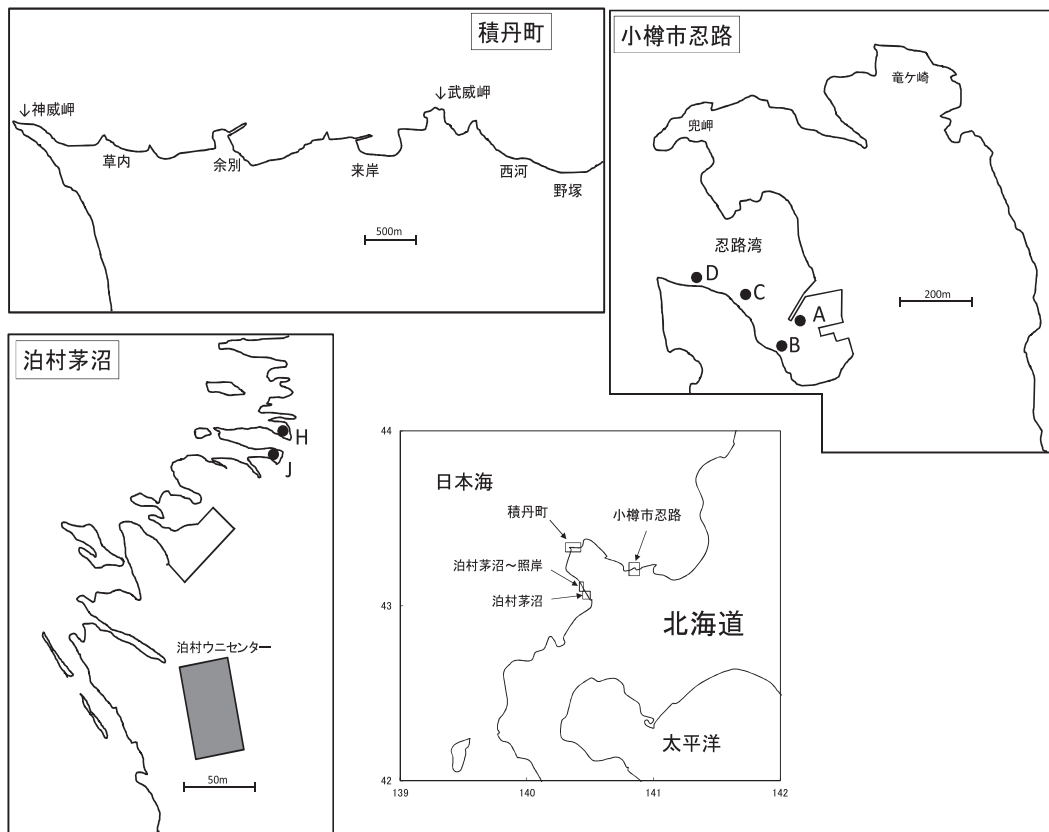 積丹町
↓神威岬
草内
余別
来岸
↓武威岬
西河
野塚
500m
小樽市忍路
竜ケ崎
兜岬
忍路湾
D
C
A
B
200m
泊村茅沼
H
J
泊村ウニセンター
50m
44
43
42
139
140
141
142
日本海
積丹町
小樽市忍路
泊村茅沼～照岸
泊村茅沼
北海道
太平洋